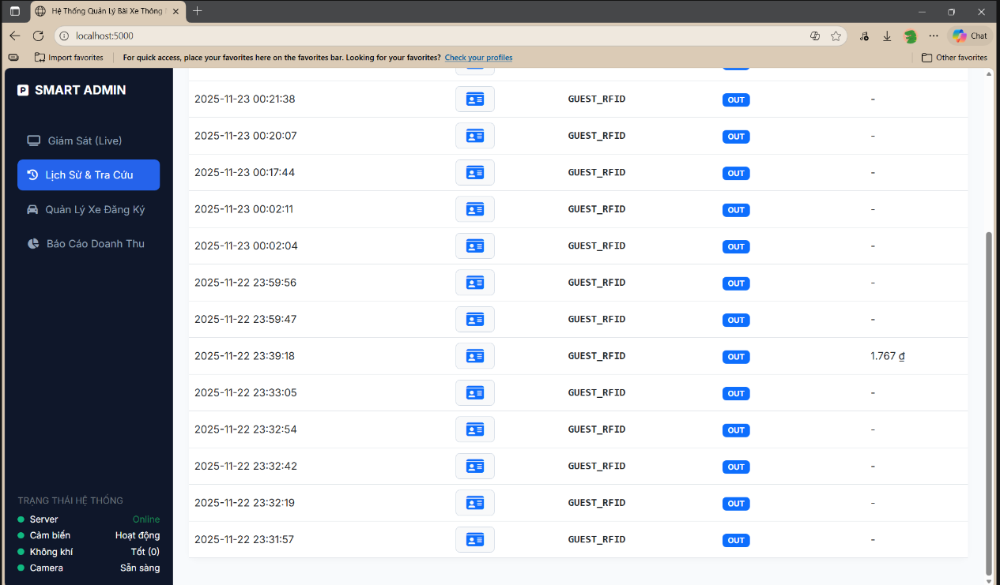 Hệ Thống Quản Lý Bãi Xe Thông
localhost:5000
Chat
Import favorites
For quick access, place your favorites here on the favorites bar. Looking for your favorites? Check your profiles
Other favorites
P SMART ADMIN
Giám Sát (Live)
Lịch Sử & Tra Cứu
Quản Lý Xe Đăng Ký
Báo Cáo Doanh Thu
TRẠNG THÁI HỆ THỐNG
Server Online
Cảm biến Hoạt động
Không khí Tốt (0)
Camera Sẵn sàng
2025-11-23 00:21:38 GUEST_RFID OUT -
2025-11-23 00:20:07 GUEST_RFID OUT -
2025-11-23 00:17:44 GUEST_RFID OUT -
2025-11-23 00:02:11 GUEST_RFID OUT -
2025-11-23 00:02:04 GUEST_RFID OUT -
2025-11-22 23:59:56 GUEST_RFID OUT -
2025-11-22 23:59:47 GUEST_RFID OUT -
2025-11-22 23:39:18 GUEST_RFID OUT 1.767 ₫
2025-11-22 23:33:05 GUEST_RFID OUT -
2025-11-22 23:32:54 GUEST_RFID OUT -
2025-11-22 23:32:42 GUEST_RFID OUT -
2025-11-22 23:32:19 GUEST_RFID OUT -
2025-11-22 23:31:57 GUEST_RFID OUT -